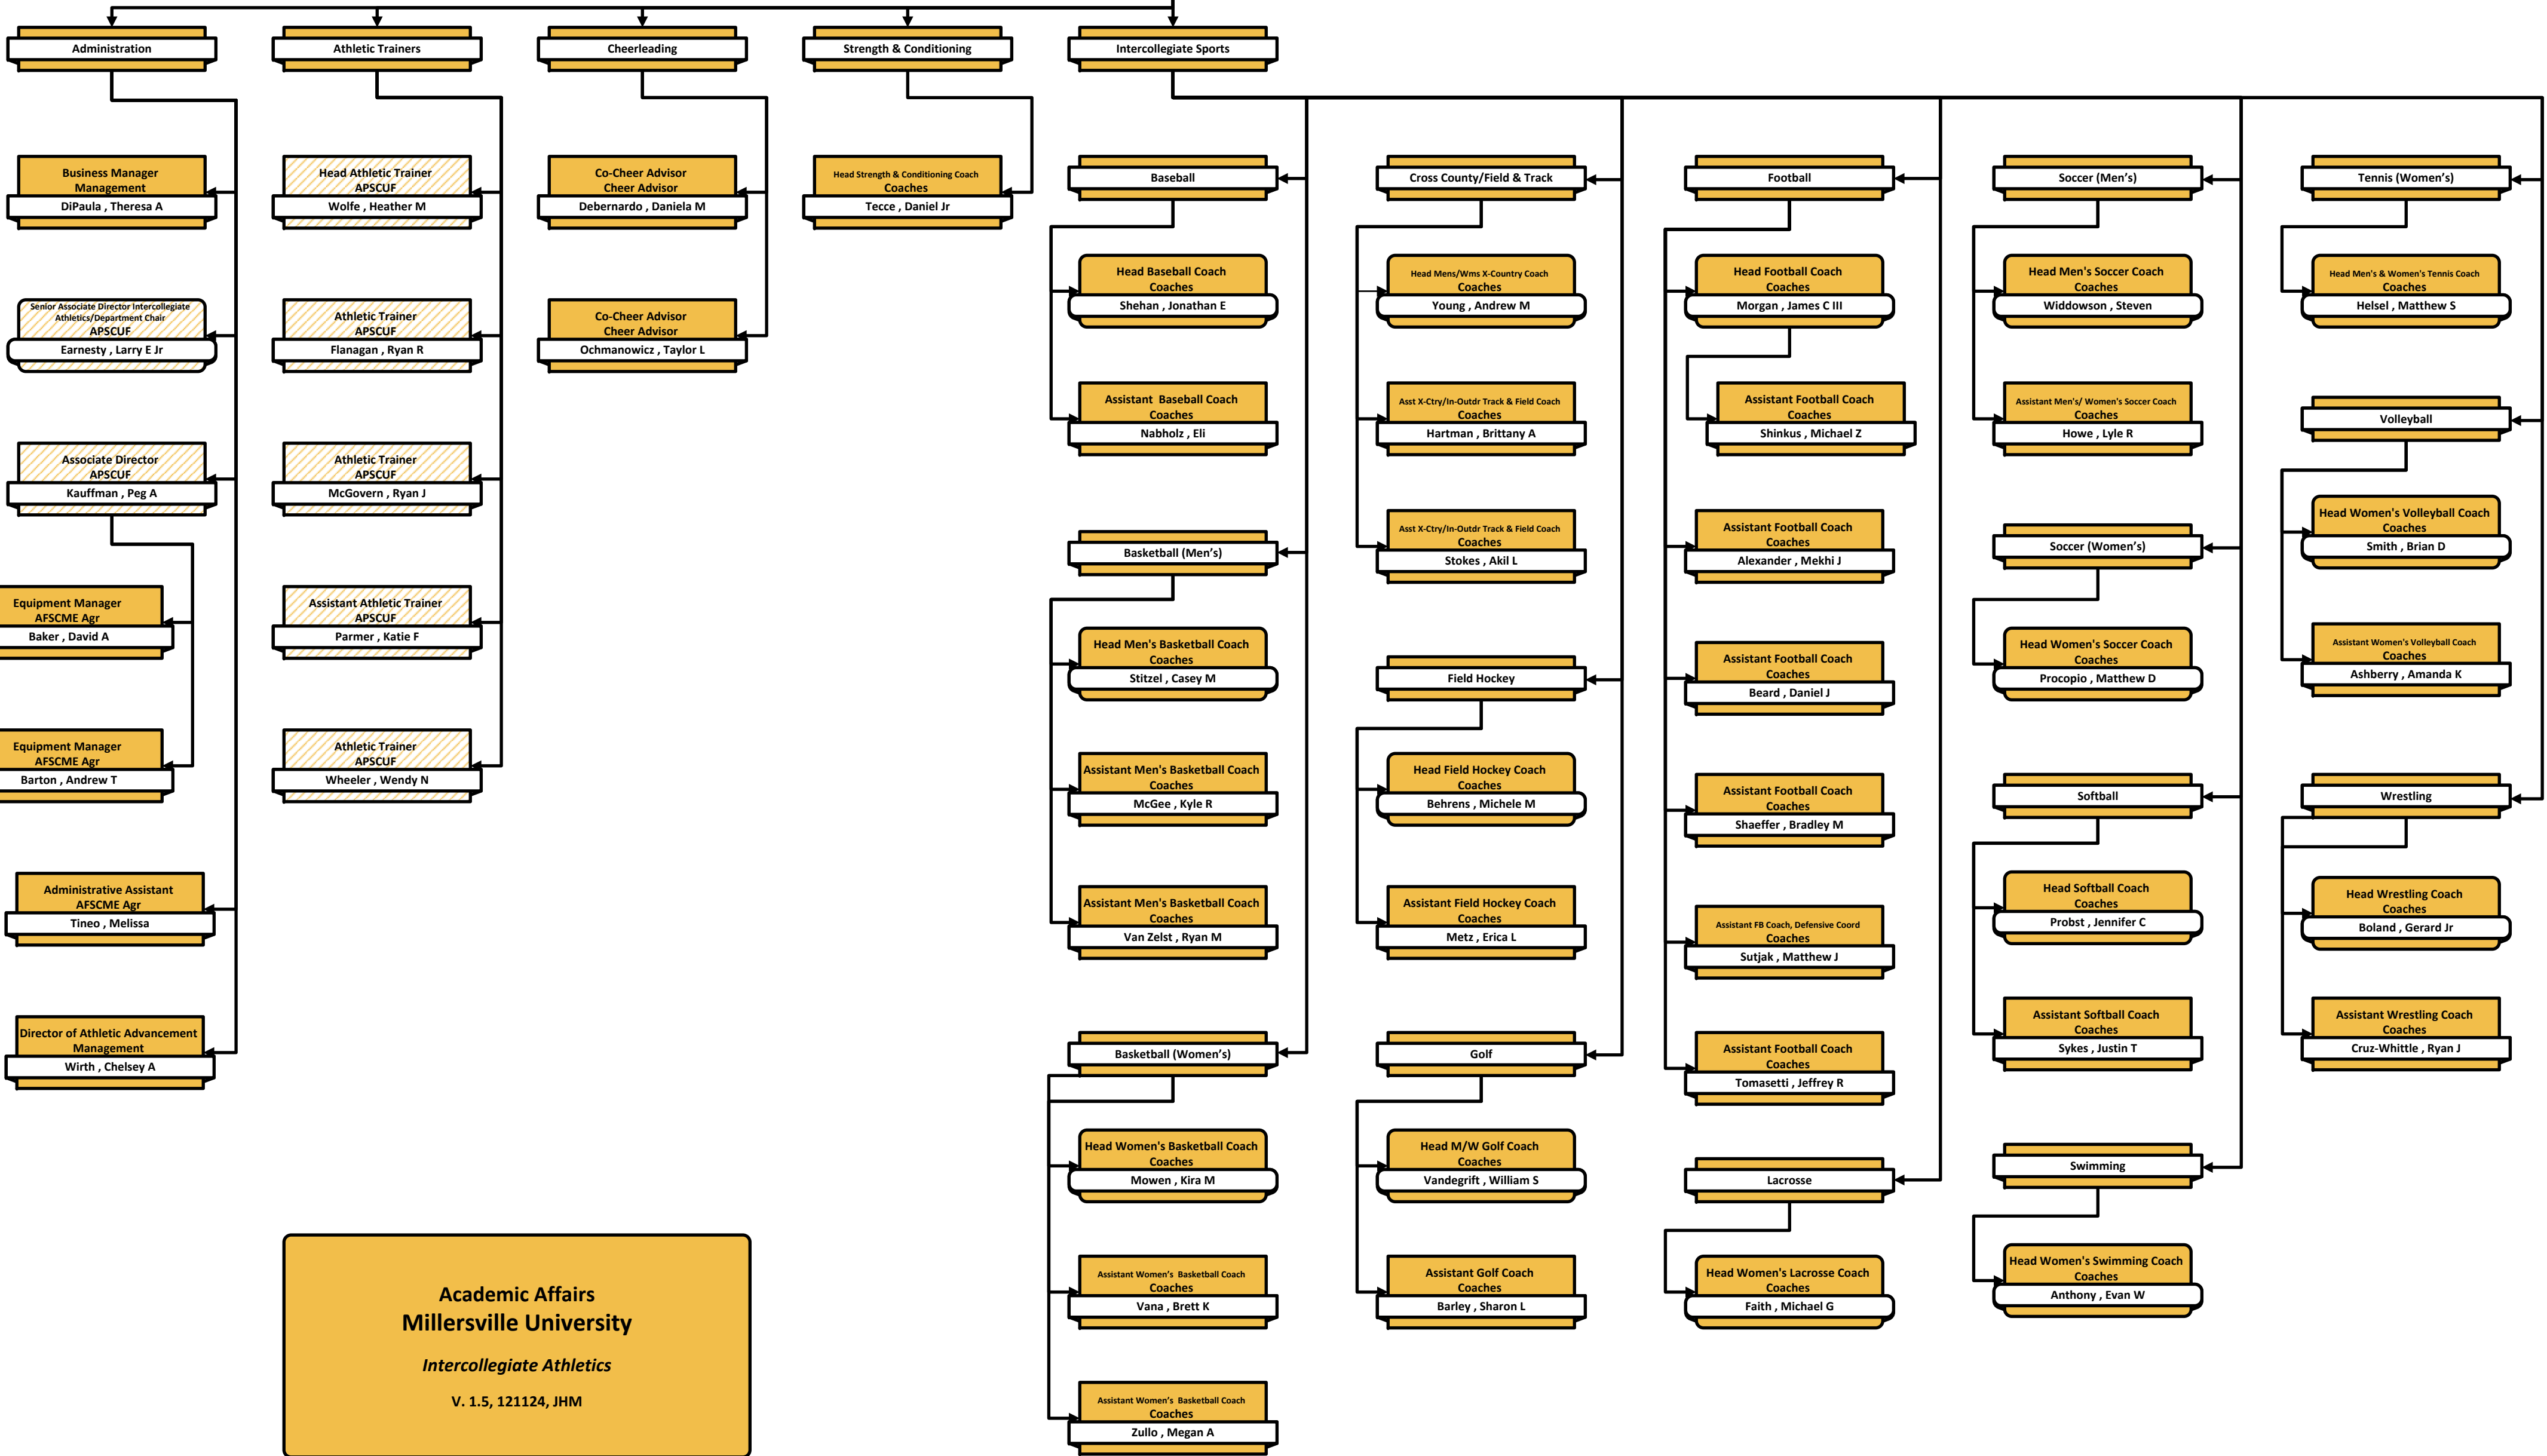 Administration
Athletic Trainers
Cheerleading
Strength & Conditioning
Intercollegiate Sports
Business Manager
Management
DiPaula , Theresa A
Senior Associate Director Intercollegiate
Athletics/Department Chair
APSCUF
Earnesty , Larry E Jr
Associate Director
APSCUF
Kauffman , Peg A
Equipment Manager
AFSCME Agr
Baker , David A
Equipment Manager
AFSCME Agr
Barton , Andrew T
Administrative Assistant
AFSCME Agr
Tineo , Melissa
Director of Athletic Advancement
Management
Wirth , Chelsey A
Head Athletic Trainer
APSCUF
Wolfe , Heather M
Athletic Trainer
APSCUF
Flanagan , Ryan R
Athletic Trainer
APSCUF
McGovern , Ryan J
Assistant Athletic Trainer
APSCUF
Parmer , Katie F
Athletic Trainer
APSCUF
Wheeler , Wendy N
Co-Cheer Advisor
Cheer Advisor
Debernardo , Daniela M
Co-Cheer Advisor
Cheer Advisor
Ochmanowicz , Taylor L
Head Strength & Conditioning Coach
Coaches
Tecce , Daniel Jr
Baseball
Head Baseball Coach
Coaches
Shehan , Jonathan E
Assistant  Baseball Coach
Coaches
Nabholz , Eli
Basketball (Men's)
Head Men's Basketball Coach
Coaches
Stitzel , Casey M
Assistant Men's Basketball Coach
Coaches
McGee , Kyle R
Assistant Men's Basketball Coach
Coaches
Van Zelst , Ryan M
Basketball (Women's)
Head Women's Basketball Coach
Coaches
Mowen , Kira M
Assistant Women's  Basketball Coach
Coaches
Vana , Brett K
Assistant Women's  Basketball Coach
Coaches
Zullo , Megan A
Cross County/Field & Track
Head Mens/Wms X-Country Coach
Coaches
Young , Andrew M
Asst X-Ctry/In-Outdr Track & Field Coach
Coaches
Hartman , Brittany A
Asst X-Ctry/In-Outdr Track & Field Coach
Coaches
Stokes , Akil L
Field Hockey
Head Field Hockey Coach
Coaches
Behrens , Michele M
Assistant Field Hockey Coach
Coaches
Metz , Erica L
Golf
Head M/W Golf Coach
Coaches
Vandegrift , William S
Assistant Golf Coach
Coaches
Barley , Sharon L
Football
Head Football Coach
Coaches
Morgan , James C III
Assistant Football Coach
Coaches
Shinkus , Michael Z
Assistant Football Coach
Coaches
Alexander , Mekhi J
Assistant Football Coach
Coaches
Beard , Daniel J
Assistant Football Coach
Coaches
Shaeffer , Bradley M
Assistant FB Coach, Defensive Coord
Coaches
Sutjak , Matthew J
Assistant Football Coach
Coaches
Tomasetti , Jeffrey R
Lacrosse
Head Women's Lacrosse Coach
Coaches
Faith , Michael G
Soccer (Men's)
Head Men's Soccer Coach
Coaches
Widdowson , Steven
Assistant Men's/ Women's Soccer Coach
Coaches
Howe , Lyle R
Soccer (Women's)
Head Women's Soccer Coach
Coaches
Procopio , Matthew D
Softball
Head Softball Coach
Coaches
Probst , Jennifer C
Assistant Softball Coach
Coaches
Sykes , Justin T
Swimming
Head Women's Swimming Coach
Coaches
Anthony , Evan W
Tennis (Women's)
Head Men's & Women's Tennis Coach
Coaches
Helsel , Matthew S
Volleyball
Head Women's Volleyball Coach
Coaches
Smith , Brian D
Assistant Women's Volleyball Coach
Coaches
Ashberry , Amanda K
Wrestling
Head Wrestling Coach
Coaches
Boland , Gerard Jr
Assistant Wrestling Coach
Coaches
Cruz-Whittle , Ryan J
Academic Affairs
Millersville University
Intercollegiate Athletics
V. 1.5, 121124, JHM